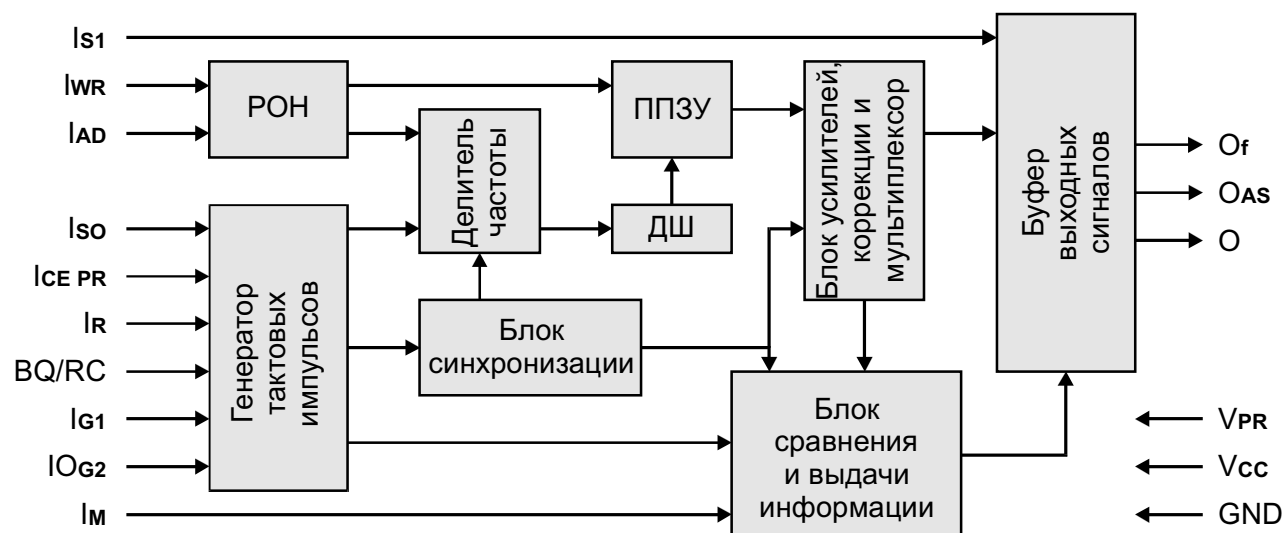 IS1
IWR
IAD
ISO
ICE PR
IR
BQ/RC
IG1
IOG2
IM
РОН
Генератор
тактовых
импульсов
Делитель
частоты
Блок
синхронизации
ППЗУ
ДШ
Блок усилителей,
коррекции и
мультиплексор
Блок
сравнения
и выдачи
информации
Буфер
выходных
сигналов
Of
OAS
O
VPR
VCC
GND